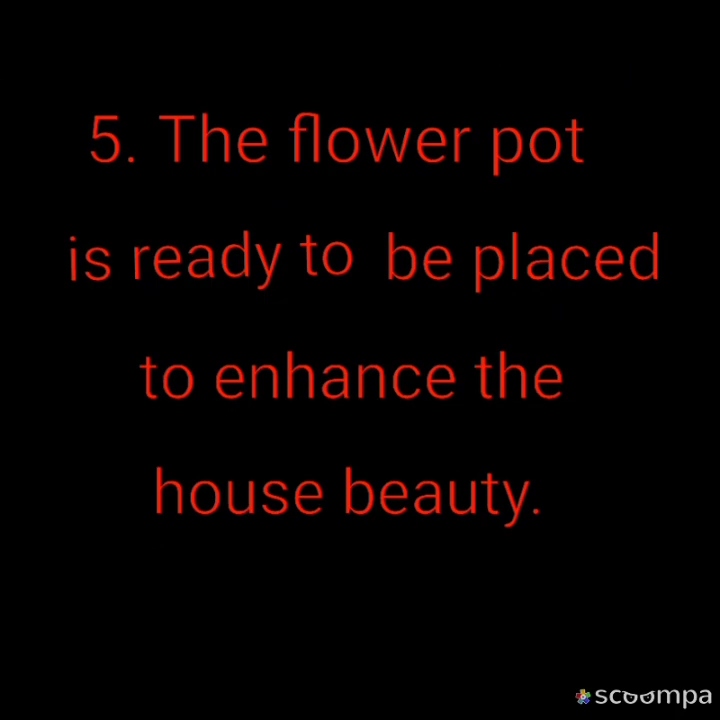 5. The flower pot
is ready to be placed
to enhance the
house beauty.
scoompa